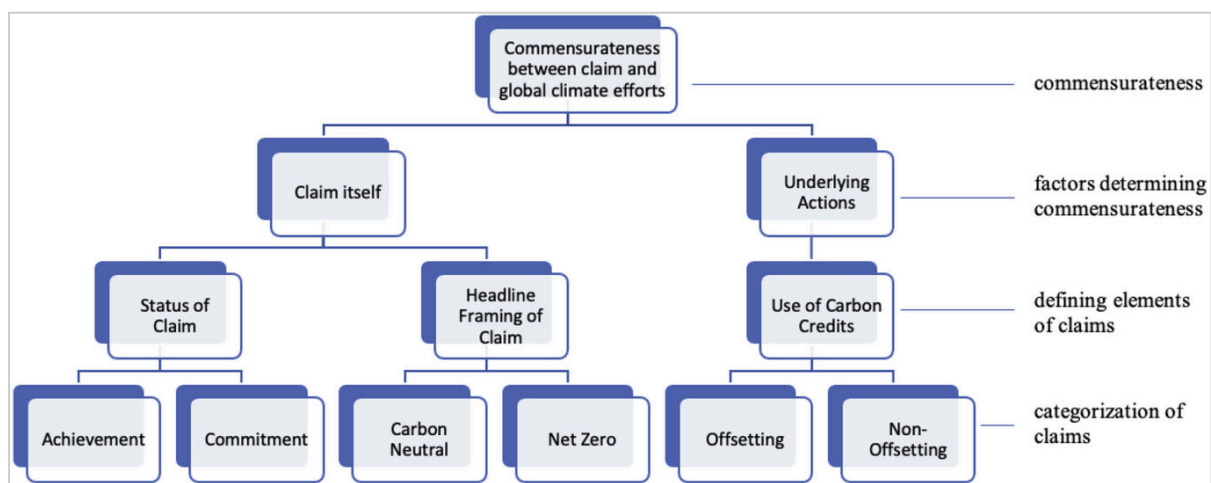 Commensurateness
between claim and
global climate efforts
commensurateness
Claim itself
Underlying
Actions
factors determining
commensurateness
Status of
Claim
Headline
Framing of
Claim
Use of Carbon
Credits
defining elements
of claims
Achievement
Commitment
Carbon
Neutral
Net Zero
Offsetting
Non-
Offsetting
categorization of
claims